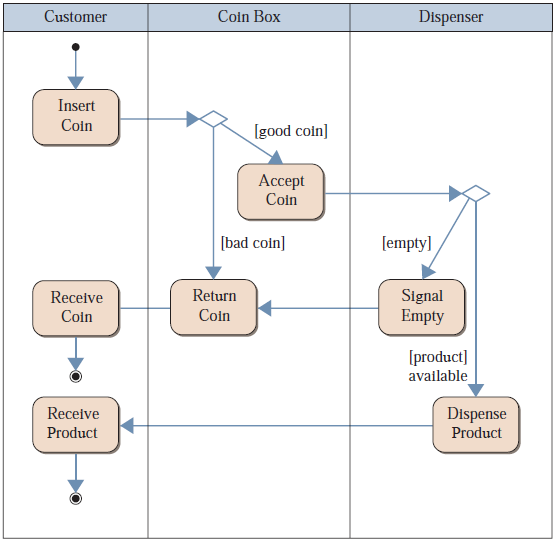 Customer
Coin Box
Dispenser
Insert
Coin
[good coin]
Accept
Coin
[bad coin]
[empty]
Receive
Coin
Return
Coin
Signal
Empty
[product]
available
Receive
Product
Dispense
Product